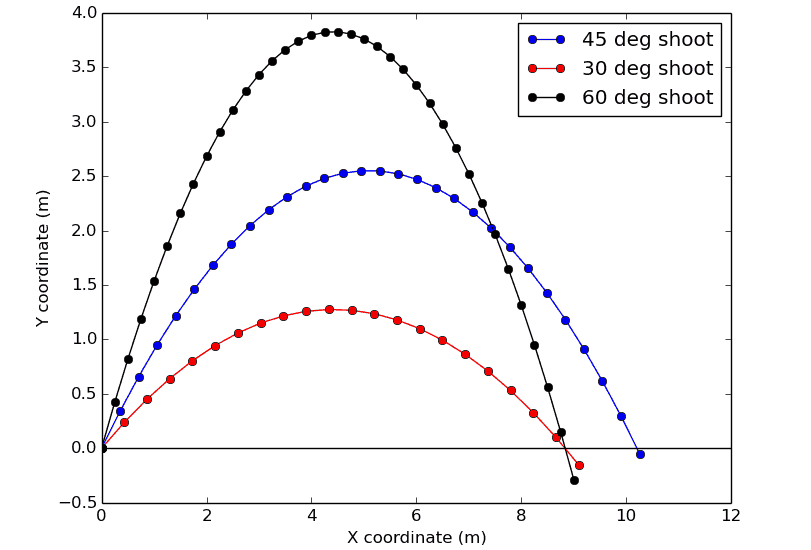 4.0
3.5
3.0
2.5
2.0
1.5
1.0
0.5
0.0
−0.5
Y coordinate (m)
45 deg shoot
30 deg shoot
60 deg shoot
0 2 4 6 8 10 12
X coordinate (m)